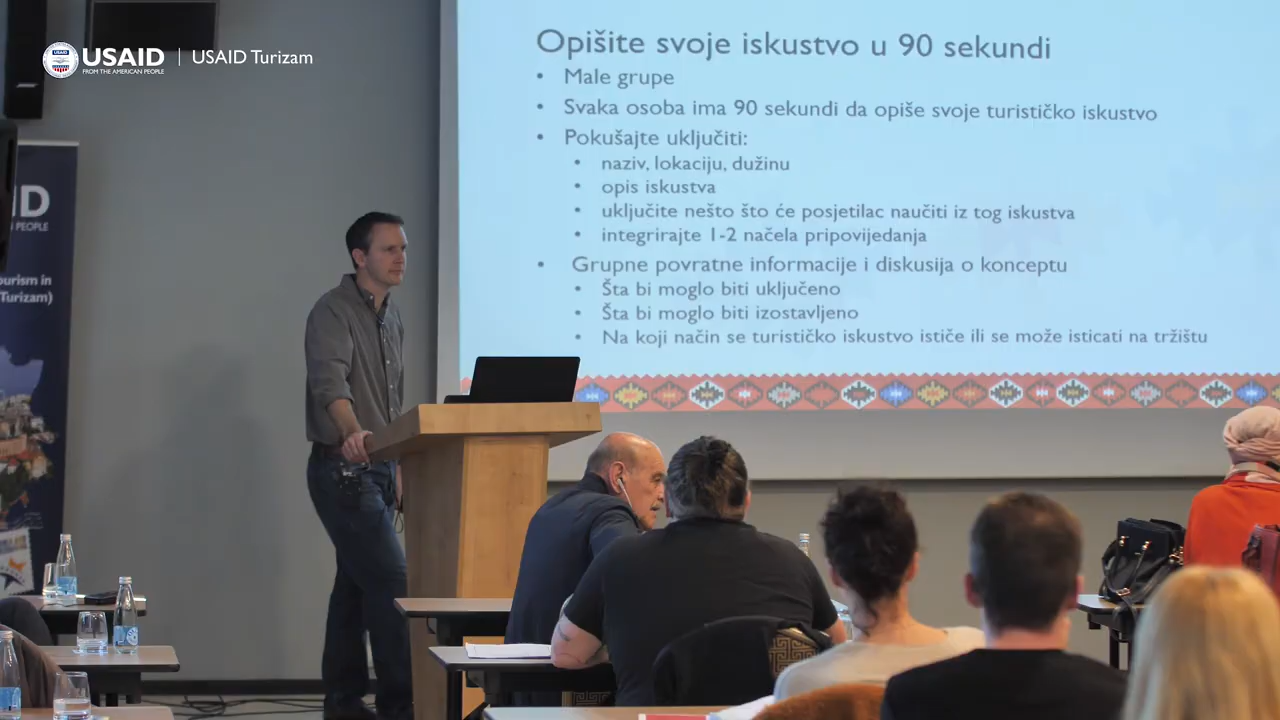 USAID
FROM THE AMERICAN PEOPLE
USAID Turizam
Opišite svoje iskustvo u 90 sekundi
• Male grupe
• Svaka osoba ima 90 sekundi da opiše svoje turističko iskustvo
• Pokušajte uključiti:
• naziv, lokaciju, dužinu
• opis iskustva
• uključite nešto što će posjetilac naučiti iz tog iskustva
• integrirajte 1-2 načela pripovijedanja
• Grupne povratne informacije i diskusija o konceptu
• Šta bi moglo biti uključeno
• Šta bi moglo biti izostavljeno
• Na koji način se turističko iskustvo ističe ili se može isticati na tržištu
ID
PEOPLE
ourism in
Turizam)